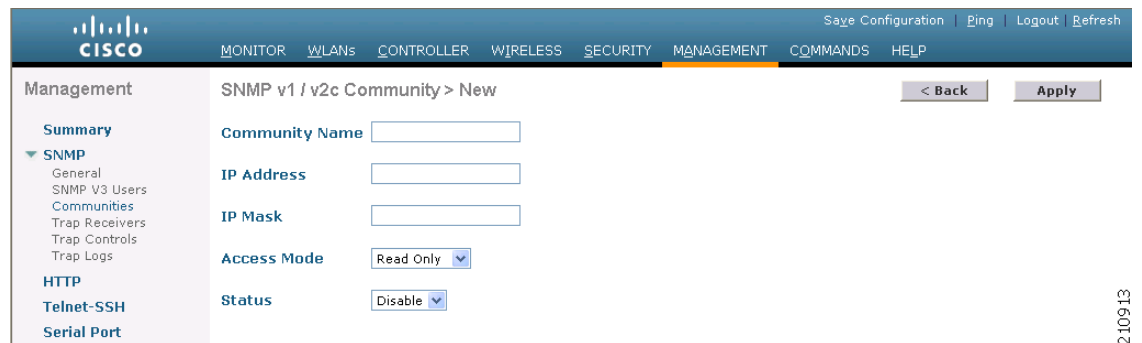 Save Configuration | Ping | Logout | Refresh
CISCO
MONITOR WLANs CONTROLLER WIRELESS SECURITY MANAGEMENT COMMANDS HELP
Management
SNMP v1 / v2c Community > New
< Back
Apply
Summary
SNMP
General
SNMP V3 Users
Communities
Trap Receivers
Trap Controls
Trap Logs
HTTP
Telnet-SSH
Serial Port
Community Name
IP Address
IP Mask
Access Mode Read Only
Status Disable
210913